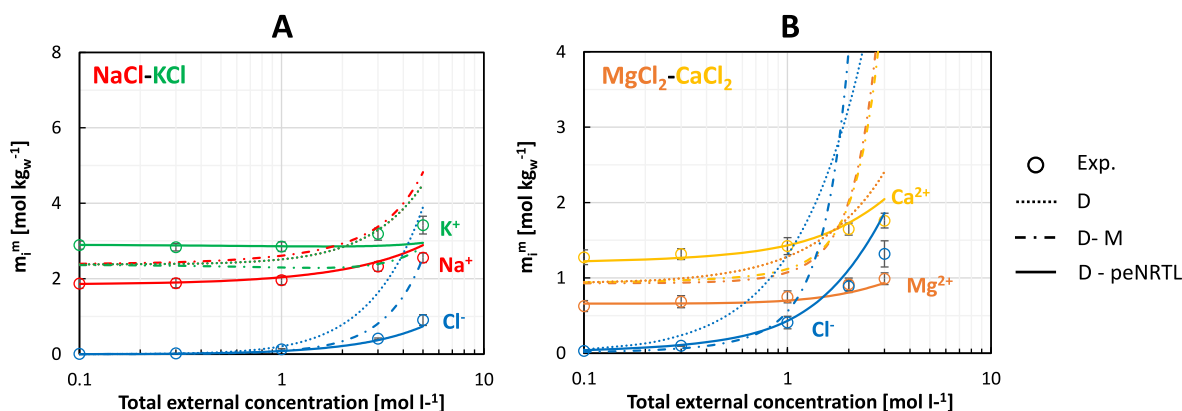 A
NaCl-KCl
mᵢᵐ [mol kg_w⁻¹]
8
6
4
2
0
K⁺
Na⁺
Cl⁻
0.1
1
10
Total external concentration [mol l⁻¹]
B
MgCl₂-CaCl₂
mᵢᵐ [mol kg_w⁻¹]
4
3
2
1
0
Ca²⁺
Mg²⁺
Cl⁻
0.1
1
10
Total external concentration [mol l⁻¹]
Exp.
D
D- M
D - peNRTL